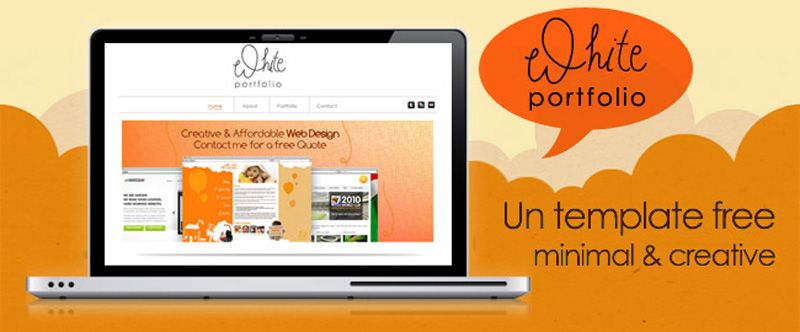 White
portfolio
Home About Portfolio Contact
Creative & Affordable Web Design
Contact me for a free Quote
2010
White
portfolio
Un template free
minimal & creative